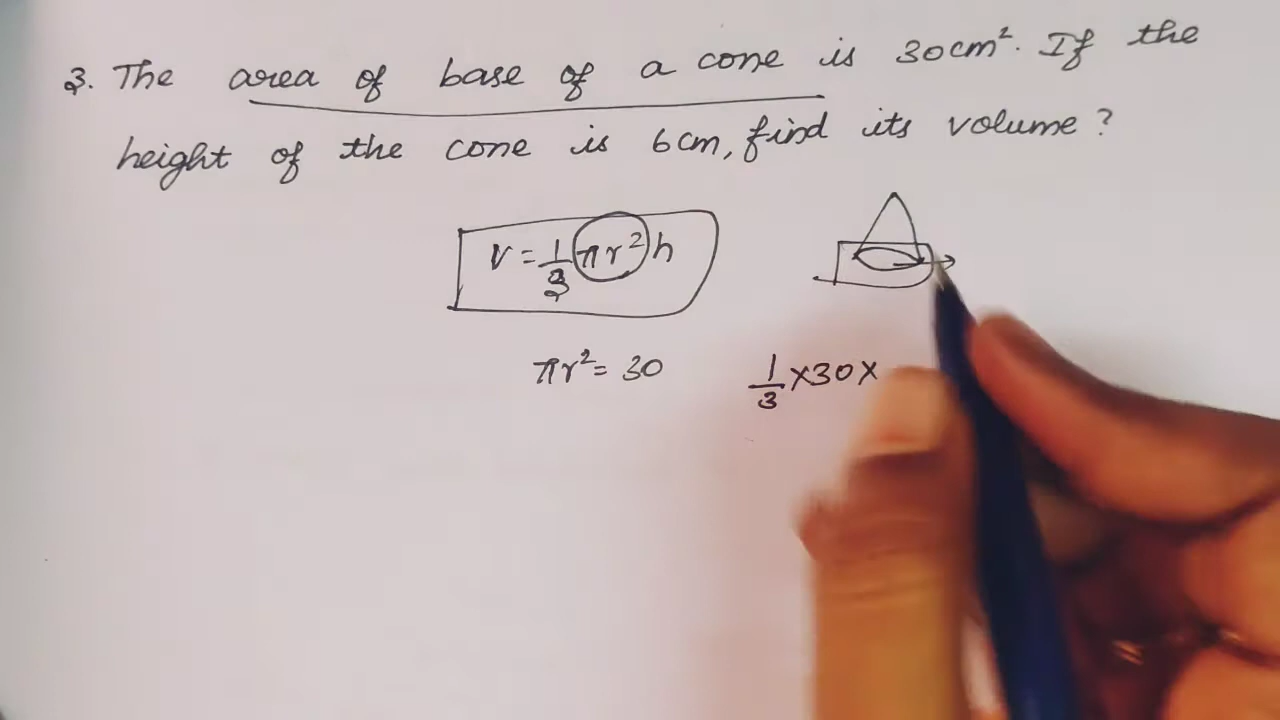 3. The area of base of a cone is 30cm². If the
height of the cone is 6cm, find its volume?
V = 1/3 πr² h
πr² = 30
1/3 × 30 ×